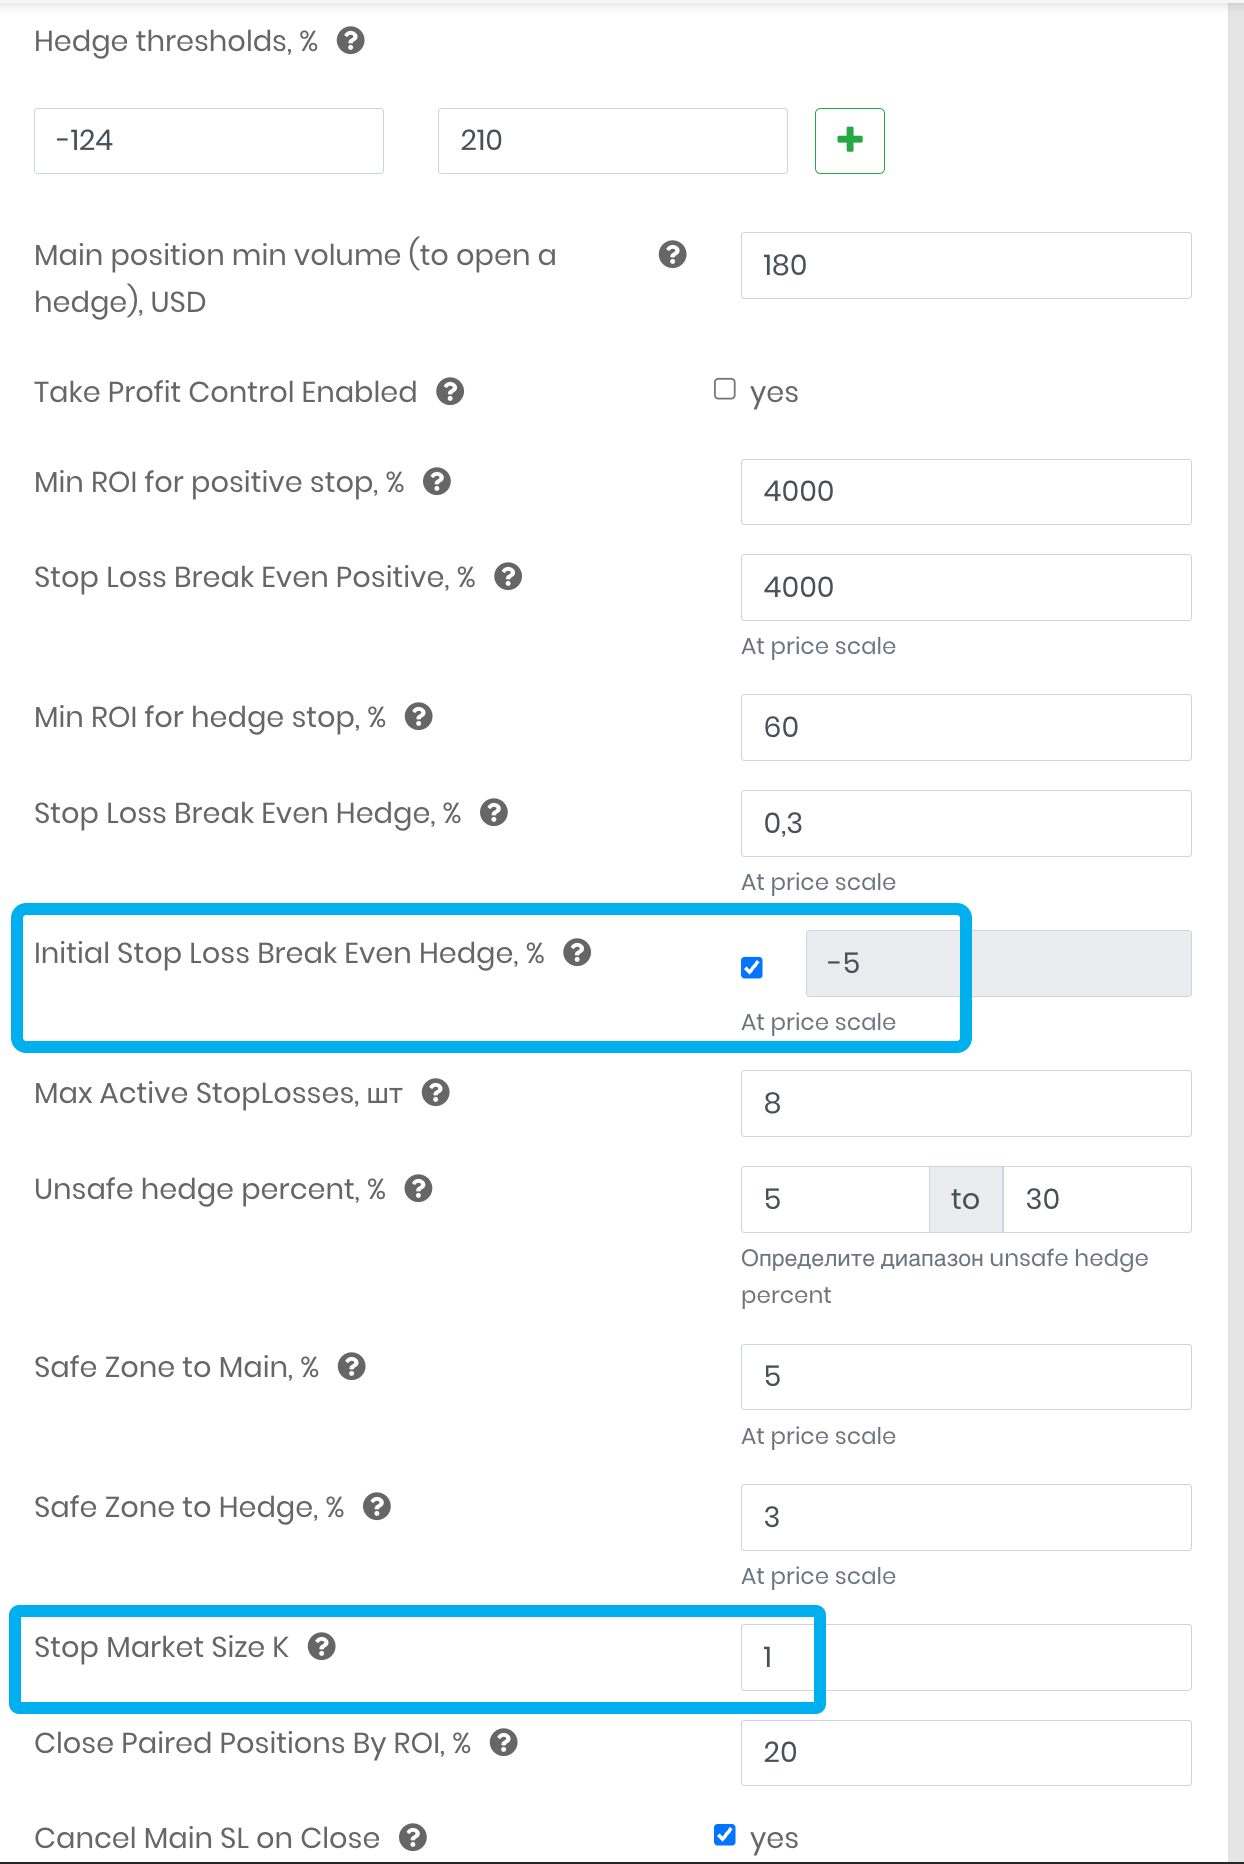 Hedge thresholds, %
-124
210
Main position min volume (to open a
hedge), USD
180
Take Profit Control Enabled
yes
Min ROI for positive stop, %
4000
Stop Loss Break Even Positive, %
4000
At price scale
Min ROI for hedge stop, %
60
Stop Loss Break Even Hedge, %
0,3
At price scale
Initial Stop Loss Break Even Hedge, %
-5
At price scale
Max Active StopLosses, шт
8
Unsafe hedge percent, %
5 to 30
Определите диапазон unsafe hedge
percent
Safe Zone to Main, %
5
At price scale
Safe Zone to Hedge, %
3
At price scale
Stop Market Size K
1
Close Paired Positions By ROI, %
20
Cancel Main SL on Close
yes